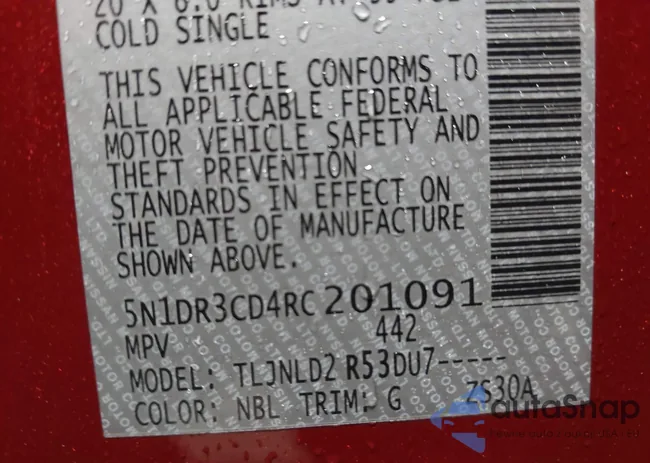 COLD SINGLE
THIS VEHICLE CONFORMS TO
ALL APPLICABLE FEDERAL
MOTOR VEHICLE SAFETY AND
THEFT PREVENTION
STANDARDS IN EFFECT ON
THE DATE OF MANUFACTURE
SHOWN ABOVE.
5N1DR3CD4RC201091
MPV 442
MODEL: TLJNLD2 R53DU7-----
COLOR: NBL TRIM: G ZS30A
autoSnap